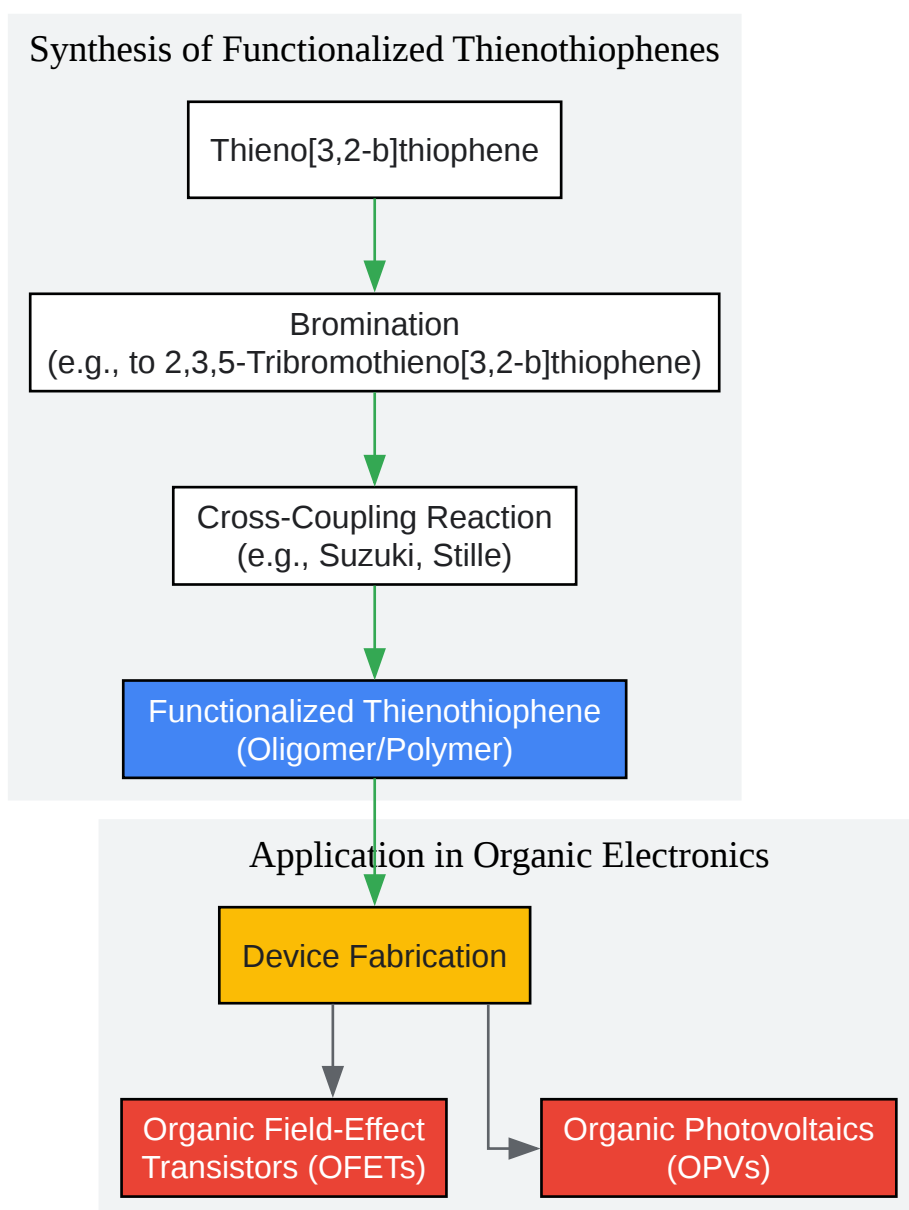 Synthesis of Functionalized Thienothiophenes
Thieno[3,2-b]thiophene
Bromination
(e.g., to 2,3,5-Tribromothieno[3,2-b]thiophene)
Cross-Coupling Reaction
(e.g., Suzuki, Stille)
Functionalized Thienothiophene
(Oligomer/Polymer)
Application in Organic Electronics
Device Fabrication
Organic Field-Effect
Transistors (OFETs)
Organic Photovoltaics
(OPVs)